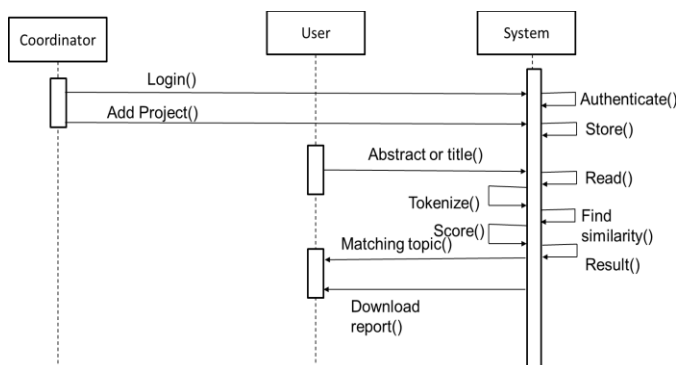 Coordinator
User
System
Login()
Authenticate()
Add Project()
Store()
Abstract or title()
Read()
Tokenize()
Find
similarity()
Score()
Matching topic()
Result()
Download
report()